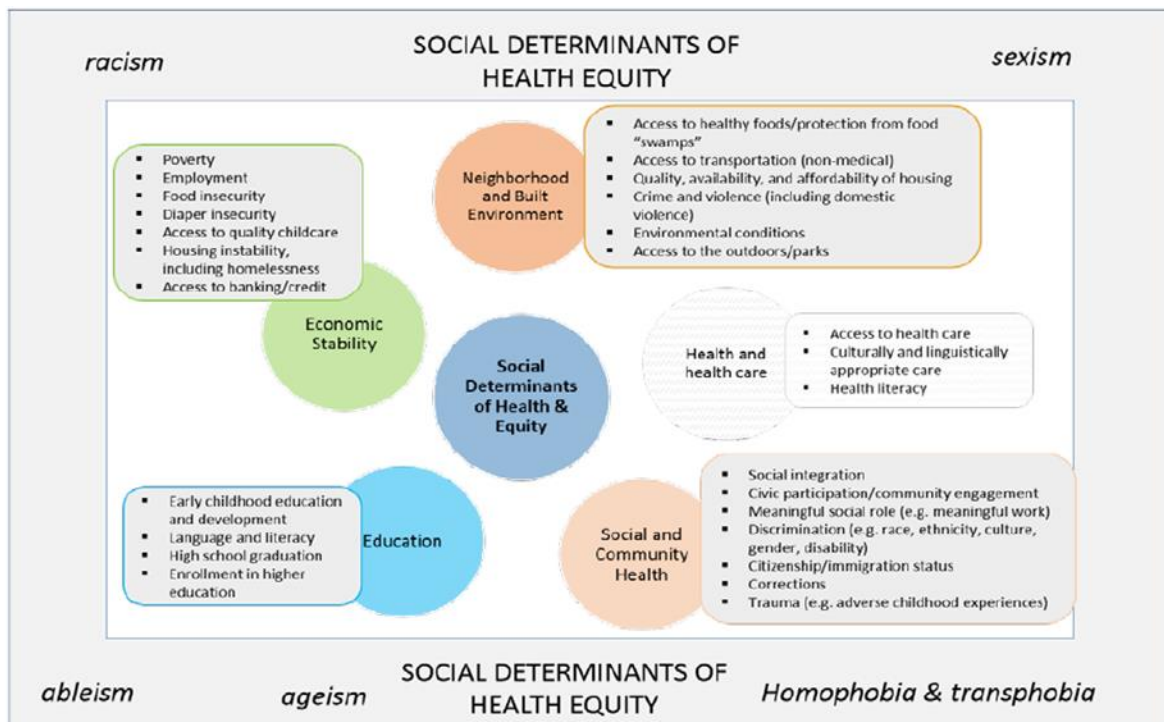 SOCIAL DETERMINANTS OF
HEALTH EQUITY
racism
sexism
▪ Poverty
▪ Employment
▪ Food insecurity
▪ Diaper insecurity
▪ Access to quality childcare
▪ Housing instability,
including homelessness
▪ Access to banking/credit
Economic
Stability
Neighborhood
and Built
Environment
▪ Access to healthy foods/protection from food
"swamps"
▪ Access to transportation (non-medical)
▪ Quality, availability, and affordability of housing
▪ Crime and violence (including domestic
violence)
▪ Environmental conditions
▪ Access to the outdoors/parks
Social
Determinants
of Health &
Equity
Health and
health care
▪ Access to health care
▪ Culturally and linguistically
appropriate care
▪ Health literacy
▪ Early childhood education
and development
▪ Language and literacy
▪ High school graduation
▪ Enrollment in higher
education
Education
Social and
Community
Health
▪ Social integration
▪ Civic participation/community engagement
▪ Meaningful social role (e.g. meaningful work)
▪ Discrimination (e.g. race, ethnicity, culture,
gender, disability)
▪ Citizenship/immigration status
▪ Corrections
▪ Trauma (e.g. adverse childhood experiences)
ableism
ageism
SOCIAL DETERMINANTS OF
HEALTH EQUITY
Homophobia & transphobia